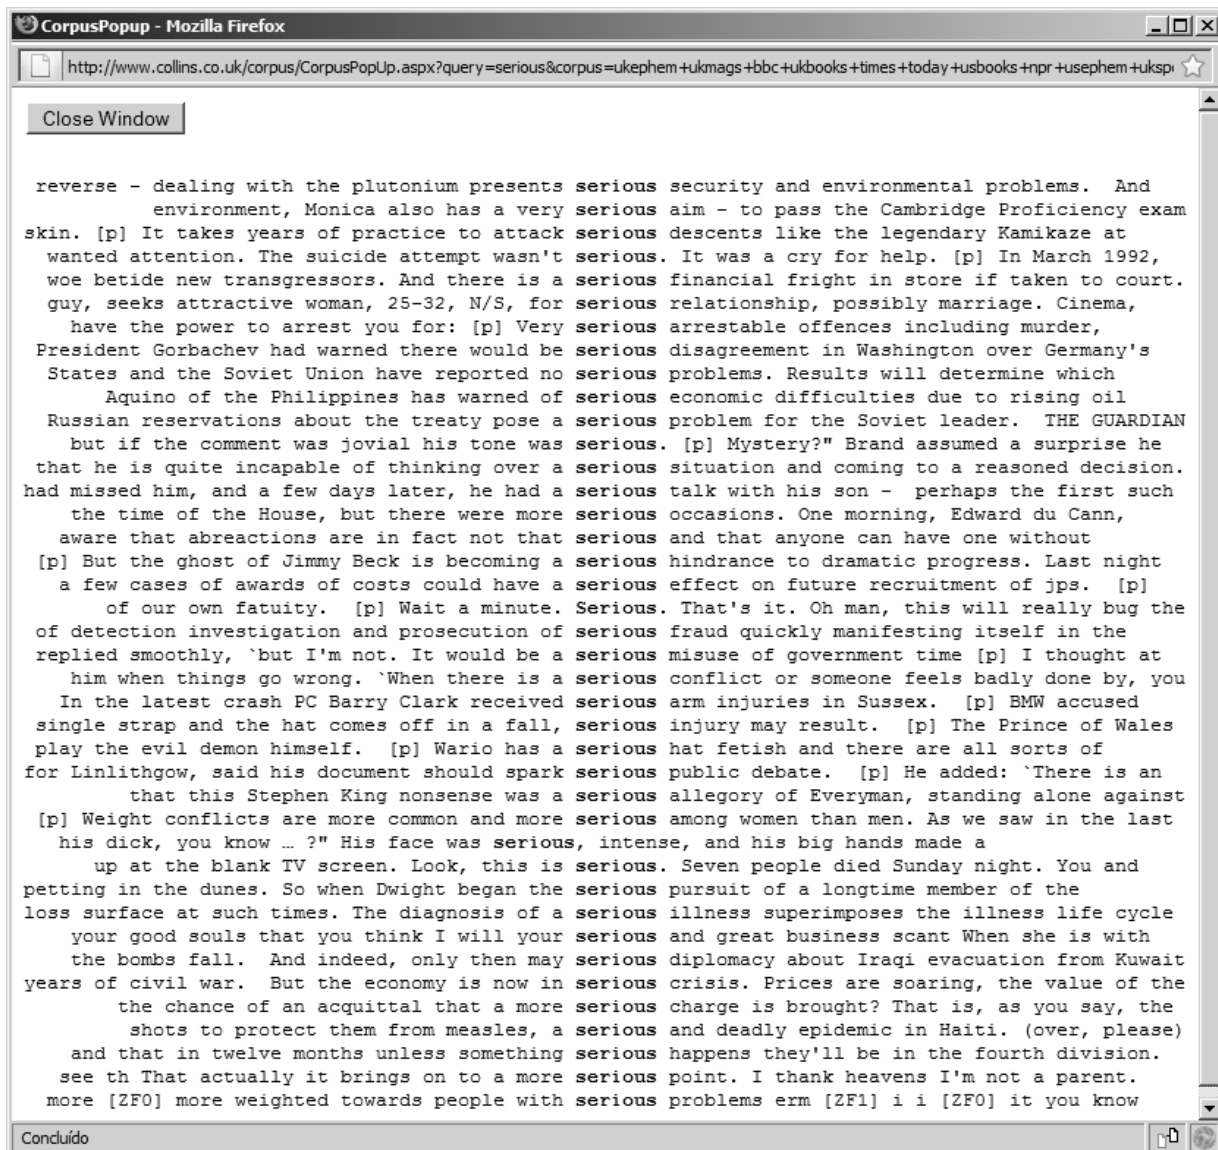 CorpusPopup - Mozilla Firefox
http://www.collins.co.uk/corpus/CorpusPopUp.aspx?query=serious&corpus=ukephem+ukmags+bbc+ukbooks+times+today+usbooks+npr+usephem+ukspo
Close Window
reverse - dealing with the plutonium presents serious security and environmental problems. And
environment, Monica also has a very serious aim - to pass the Cambridge Proficiency exam
skin. [p] It takes years of practice to attack serious descents like the legendary Kamikaze at
wanted attention. The suicide attempt wasn't serious. It was a cry for help. [p] In March 1992,
woe betide new transgressors. And there is a serious financial fright in store if taken to court.
guy, seeks attractive woman, 25-32, N/S, for serious relationship, possibly marriage. Cinema,
have the power to arrest you for: [p] Very serious arrestable offences including murder,
President Gorbachev had warned there would be serious disagreement in Washington over Germany's
States and the Soviet Union have reported no serious problems. Results will determine which
Aquino of the Philippines has warned of serious economic difficulties due to rising oil
Russian reservations about the treaty pose a serious problem for the Soviet leader. THE GUARDIAN
but if the comment was jovial his tone was serious. [p] Mystery?" Brand assumed a surprise he
that he is quite incapable of thinking over a serious situation and coming to a reasoned decision.
had missed him, and a few days later, he had a serious talk with his son - perhaps the first such
the time of the House, but there were more serious occasions. One morning, Edward du Cann,
aware that abreactions are in fact not that serious and that anyone can have one without
[p] But the ghost of Jimmy Beck is becoming a serious hindrance to dramatic progress. Last night
a few cases of awards of costs could have a serious effect on future recruitment of jps. [p]
of our own fatuity. [p] Wait a minute. Serious. That's it. Oh man, this will really bug the
of detection investigation and prosecution of serious fraud quickly manifesting itself in the
replied smoothly, `but I'm not. It would be a serious misuse of government time [p] I thought at
him when things go wrong. `When there is a serious conflict or someone feels badly done by, you
In the latest crash PC Barry Clark received serious arm injuries in Sussex. [p] BMW accused
single strap and the hat comes off in a fall, serious injury may result. [p] The Prince of Wales
play the evil demon himself. [p] Wario has a serious hat fetish and there are all sorts of
for Linlithgow, said his document should spark serious public debate. [p] He added: `There is an
that this Stephen King nonsense was a serious allegory of Everyman, standing alone against
[p] Weight conflicts are more common and more serious among women than men. As we saw in the last
his dick, you know … ?" His face was serious, intense, and his big hands made a
up at the blank TV screen. Look, this is serious. Seven people died Sunday night. You and
petting in the dunes. So when Dwight began the serious pursuit of a longtime member of the
loss surface at such times. The diagnosis of a serious illness superimposes the illness life cycle
your good souls that you think I will your serious and great business scant When she is with
the bombs fall. And indeed, only then may serious diplomacy about Iraqi evacuation from Kuwait
years of civil war. But the economy is now in serious crisis. Prices are soaring, the value of the
the chance of an acquittal that a more serious charge is brought? That is, as you say, the
shots to protect them from measles, a serious and deadly epidemic in Haiti. (over, please)
and that in twelve months unless something serious happens they'll be in the fourth division.
see th That actually it brings on to a more serious point. I thank heavens I'm not a parent.
more [ZF0] more weighted towards people with serious problems erm [ZF1] i i [ZF0] it you know
Concluído